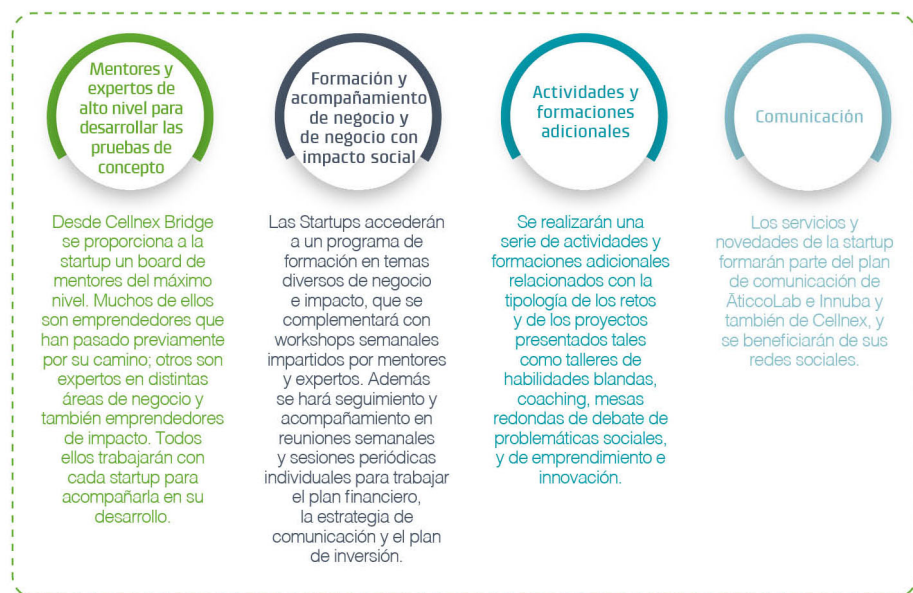 Mentores y
expertos de
alto nivel para
desarrollar las
pruebas de
concepto
Desde Cellnex Bridge
se proporciona a la
startup un board de
mentores del máximo
nivel. Muchos de ellos
son emprendedores que
han pasado previamente
por su camino; otros son
expertos en distintas
áreas de negocio y
también emprendedores
de impacto. Todos
ellos trabajarán con
cada startup para
acompañarla en su
desarrollo.
Formación y
acompañamiento
de negocio y
de negocio con
impacto social
Las Startups accederán
a un programa de
formación en temas
diversos de negocio
e impacto, que se
complementará con
workshops semanales
impartidos por mentores
y expertos. Además
se hará seguimiento y
acompañamiento en
reuniones semanales
y sesiones periódicas
individuales para trabajar
el plan financiero,
la estrategia de
comunicación y el plan
de inversión.
Actividades y
formaciones
adicionales
Se realizarán una
serie de actividades y
formaciones adicionales
relacionados con la
tipología de los retos
y de los proyectos
presentados tales
como talleres de
habilidades blandas,
coaching, mesas
redondas de debate de
problemáticas sociales,
y de emprendimiento e
innovación.
Comunicación
Los servicios y
novedades de la startup
formarán parte del plan
de comunicación de
ĀticcoLab e Innuba y
también de Cellnex, y
se beneficiarán de sus
redes sociales.